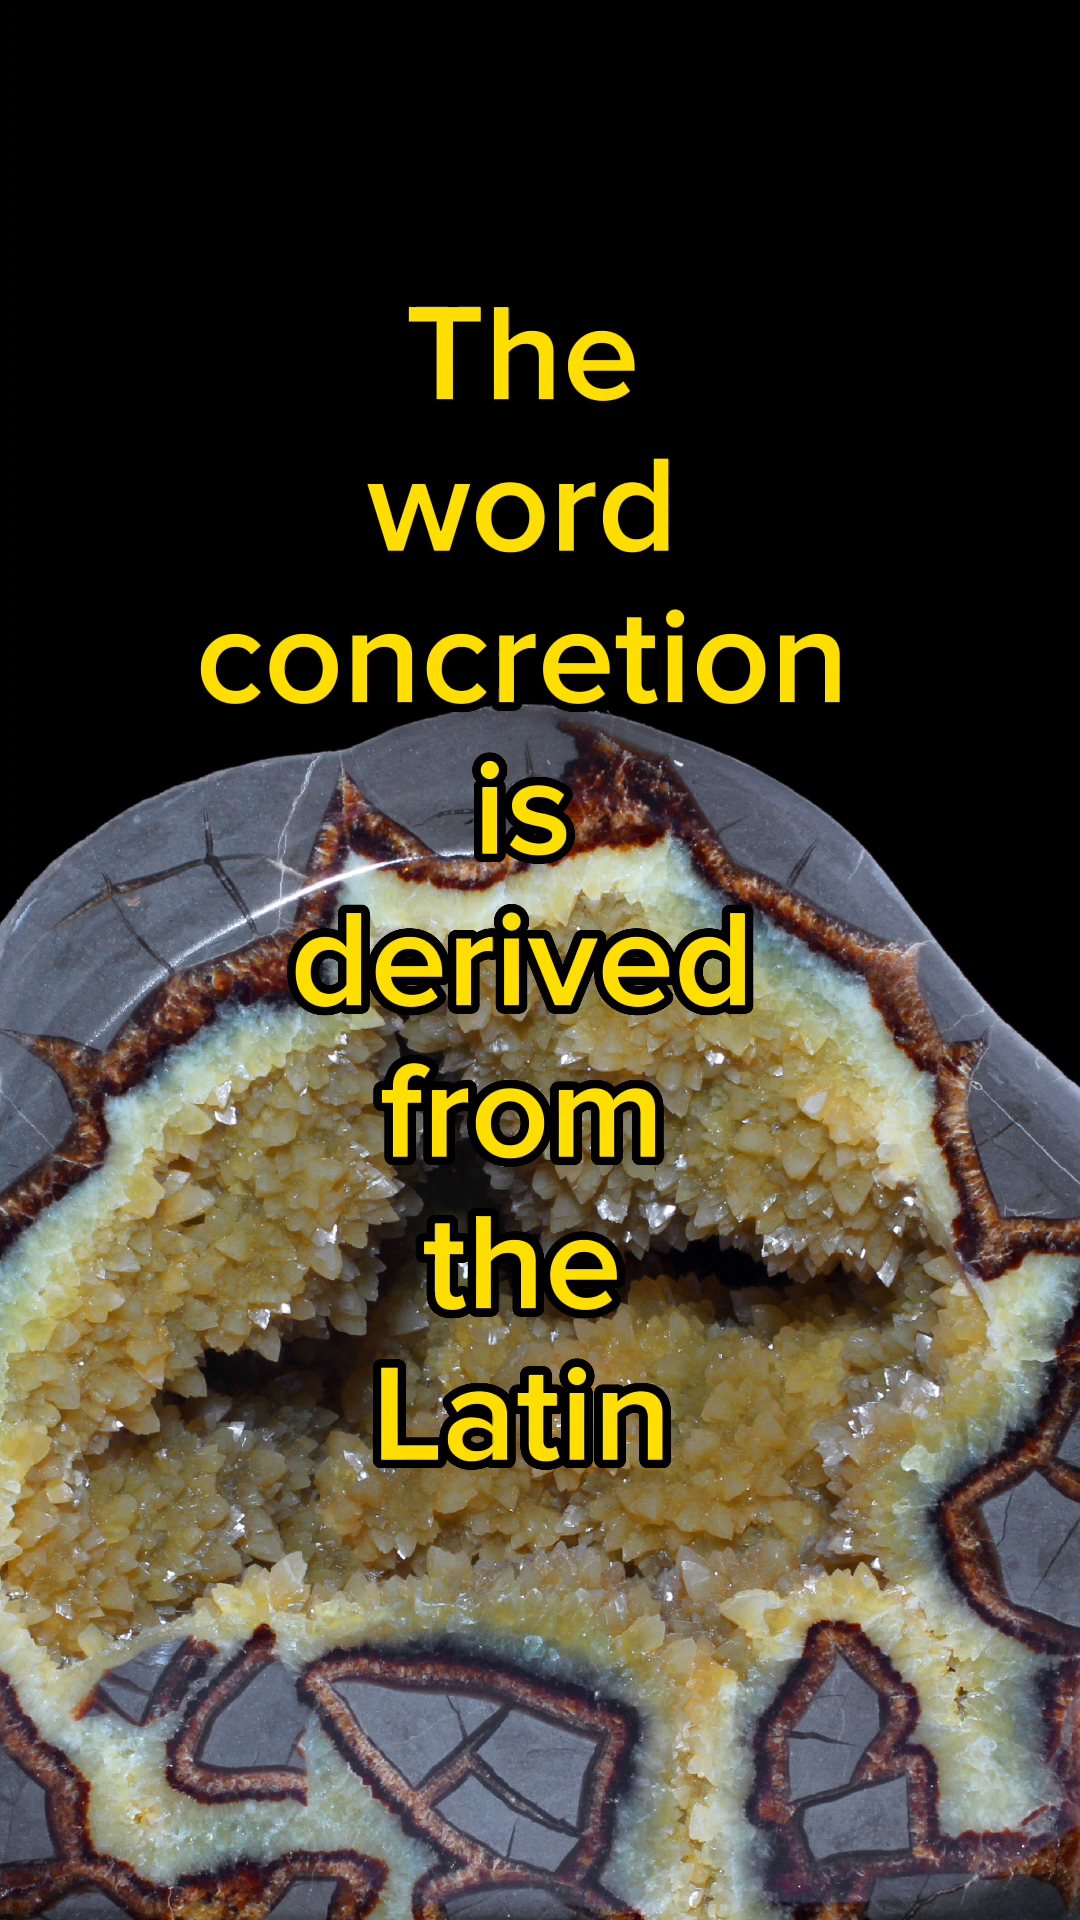 The
word
concretion
is
derived
from
the
Latin